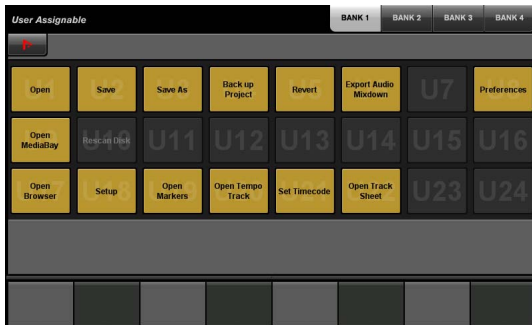 User Assignable
BANK 1
BANK 2
BANK 3
BANK 4
Open
Save
Save As
Back up
Project
Revert
Export Audio
Mixdown
U7
Preferences
Open
MediaBay
Rescan Disk
U10
U11
U12
U13
U14
U15
U16
Open
Browser
Setup
Open
Markers
Open Tempo
Track
Set Timecode
Open Track
Sheet
U23
U24